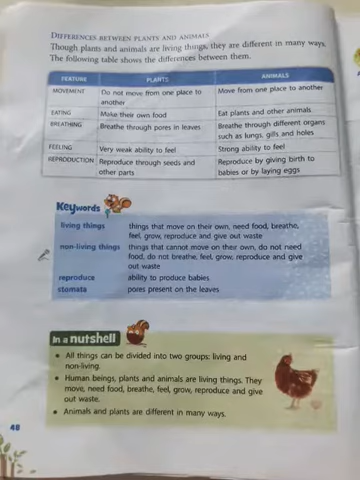 DIFFERENCES BETWEEN PLANTS AND ANIMALS
Though plants and animals are living things, they are different in many ways.
The following table shows the differences between them.
FEATURE PLANTS ANIMALS
MOVEMENT Do not move from one place to another Move from one place to another
EATING Make their own food Eat plants and other animals
BREATHING Breathe through pores in leaves Breathe through different organs such as lungs, gills and holes
FEELING Very weak ability to feel Strong ability to feel
REPRODUCTION Reproduce through seeds and other parts Reproduce by giving birth to babies or by laying eggs
Keywords
living things things that move on their own, need food, breathe,
feel, grow, reproduce and give out waste
non-living things things that cannot move on their own, do not need
food, do not breathe, feel, grow, reproduce and give
out waste
reproduce ability to produce babies
stomata pores present on the leaves
In a nutshell
• All things can be divided into two groups: living and
non-living.
• Human beings, plants and animals are living things. They
move, need food, breathe, feel, grow, reproduce and give
out waste.
• Animals and plants are different in many ways.
48